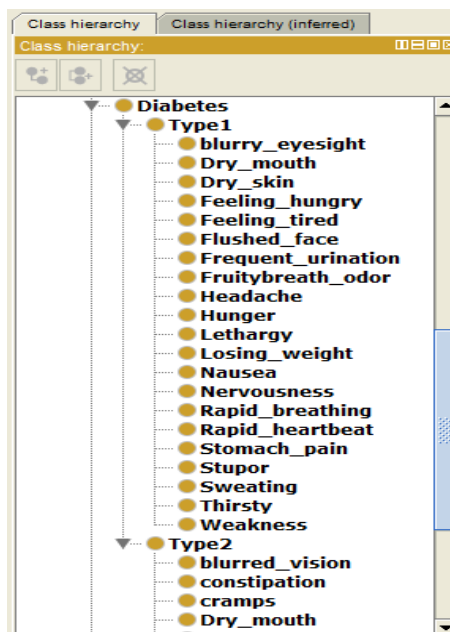 Class hierarchy Class hierarchy (inferred)
Class hierarchy:
Diabetes
Type1
blurry_eyesight
Dry_mouth
Dry_skin
Feeling_hungry
Feeling_tired
Flushed_face
Frequent_urination
Fruitybreath_odor
Headache
Hunger
Lethargy
Losing_weight
Nausea
Nervousness
Rapid_breathing
Rapid_heartbeat
Stomach_pain
Stupor
Sweating
Thirsty
Weakness
Type2
blurred_vision
constipation
cramps
Dry_mouth